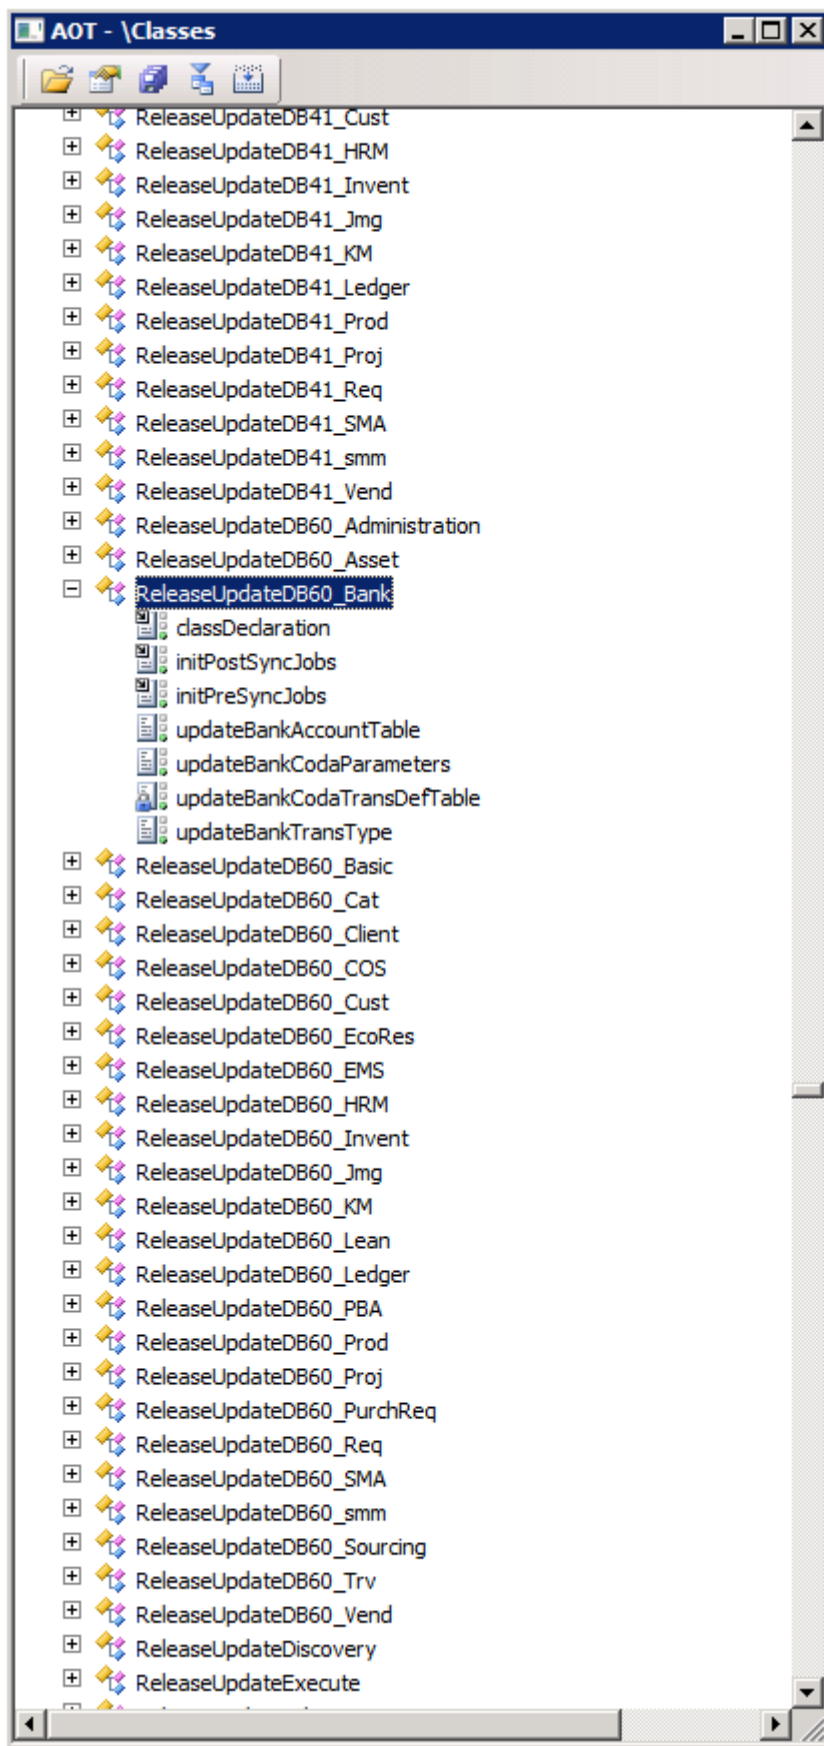 AOT - \Classes
ReleaseUpdateDB41_Cust
ReleaseUpdateDB41_HRM
ReleaseUpdateDB41_Invent
ReleaseUpdateDB41_Jmg
ReleaseUpdateDB41_KM
ReleaseUpdateDB41_Ledger
ReleaseUpdateDB41_Prod
ReleaseUpdateDB41_Proj
ReleaseUpdateDB41_Req
ReleaseUpdateDB41_SMA
ReleaseUpdateDB41_smm
ReleaseUpdateDB41_Vend
ReleaseUpdateDB60_Administration
ReleaseUpdateDB60_Asset
ReleaseUpdateDB60_Bank
classDeclaration
initPostSyncJobs
initPreSyncJobs
updateBankAccountTable
updateBankCodaParameters
updateBankCodaTransDefTable
updateBankTransType
ReleaseUpdateDB60_Basic
ReleaseUpdateDB60_Cat
ReleaseUpdateDB60_Client
ReleaseUpdateDB60_COS
ReleaseUpdateDB60_Cust
ReleaseUpdateDB60_EcoRes
ReleaseUpdateDB60_EMS
ReleaseUpdateDB60_HRM
ReleaseUpdateDB60_Invent
ReleaseUpdateDB60_Jmg
ReleaseUpdateDB60_KM
ReleaseUpdateDB60_Lean
ReleaseUpdateDB60_Ledger
ReleaseUpdateDB60_PBA
ReleaseUpdateDB60_Prod
ReleaseUpdateDB60_Proj
ReleaseUpdateDB60_PurchReq
ReleaseUpdateDB60_Req
ReleaseUpdateDB60_SMA
ReleaseUpdateDB60_smm
ReleaseUpdateDB60_Sourcing
ReleaseUpdateDB60_Trv
ReleaseUpdateDB60_Vend
ReleaseUpdateDiscovery
ReleaseUpdateExecute